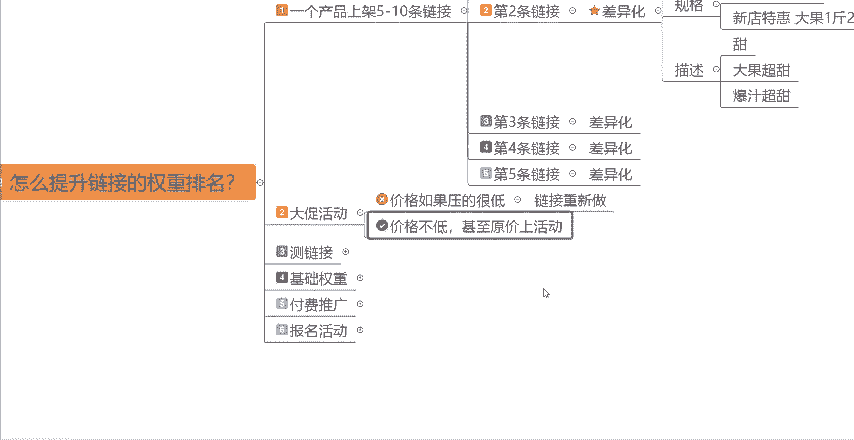 怎么提升链接的权重排名?
1 一个产品上架5-10条链接
2 第2条链接
差异化
规格
新店特惠 大果1斤2
描述
甜
大果超甜
爆汁超甜
3 第3条链接
差异化
4 第4条链接
差异化
5 第5条链接
差异化
2 大促活动
价格如果压的很低
链接重新做
价格不低，甚至原价上活动
3 测链接
4 基础权重
5 付费推广
6 报名活动